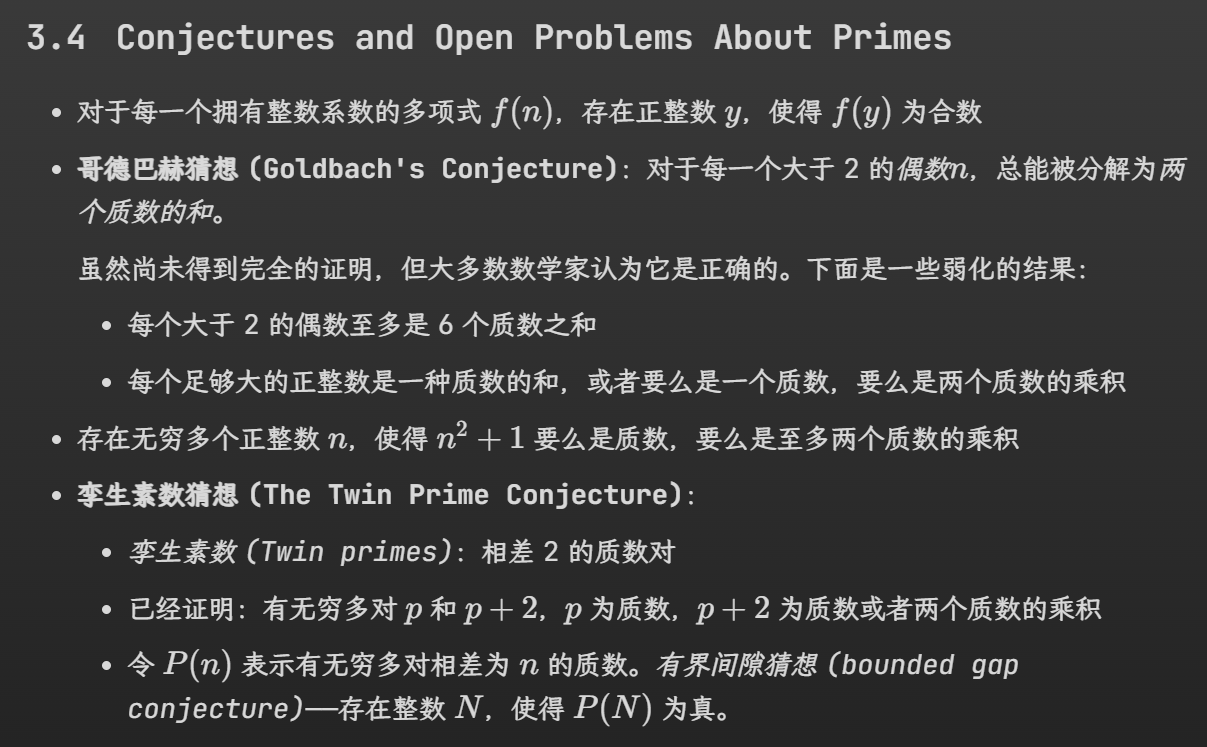 3.4 Conjectures and Open Problems About Primes
• 对于每一个拥有整数系数的多项式 f(n)，存在正整数 y，使得 f(y) 为合数
• 哥德巴赫猜想 (Goldbach's Conjecture)：对于每一个大于 2 的偶数n，总能被分解为两
个质数的和。
虽然尚未得到完全的证明，但大多数数学家认为它是正确的。下面是一些弱化的结果：
• 每个大于 2 的偶数至多是 6 个质数之和
• 每个足够大的正整数是一种质数的和，或者要么是一个质数，要么是两个质数的乘积
• 存在无穷多个正整数 n，使得 n² + 1 要么是质数，要么是至多两个质数的乘积
• 孪生素数猜想 (The Twin Prime Conjecture)：
• 孪生素数 (Twin primes)：相差 2 的质数对
• 已经证明：有无穷多对 p 和 p + 2，p 为质数，p + 2 为质数或者两个质数的乘积
• 令 P(n) 表示有无穷多对相差为 n 的质数。有界间隙猜想 (bounded gap
conjecture)——存在整数 N，使得 P(N) 为真。